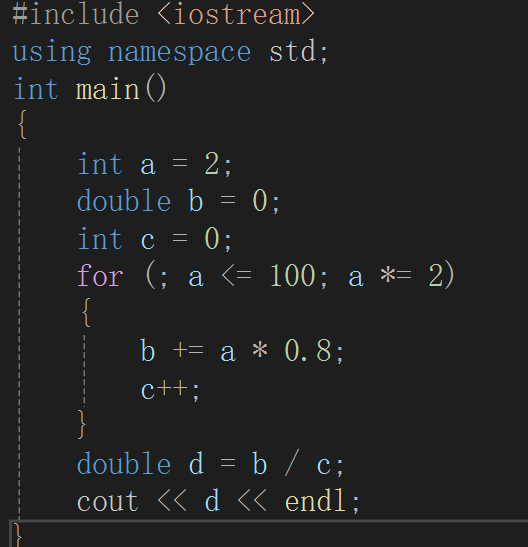 #include <iostream>
using namespace std;
int main()
{
    int a = 2;
    double b = 0;
    int c = 0;
    for (; a <= 100; a *= 2)
    {
        b += a * 0.8;
        c++;
    }
    double d = b / c;
    cout << d << endl;
}